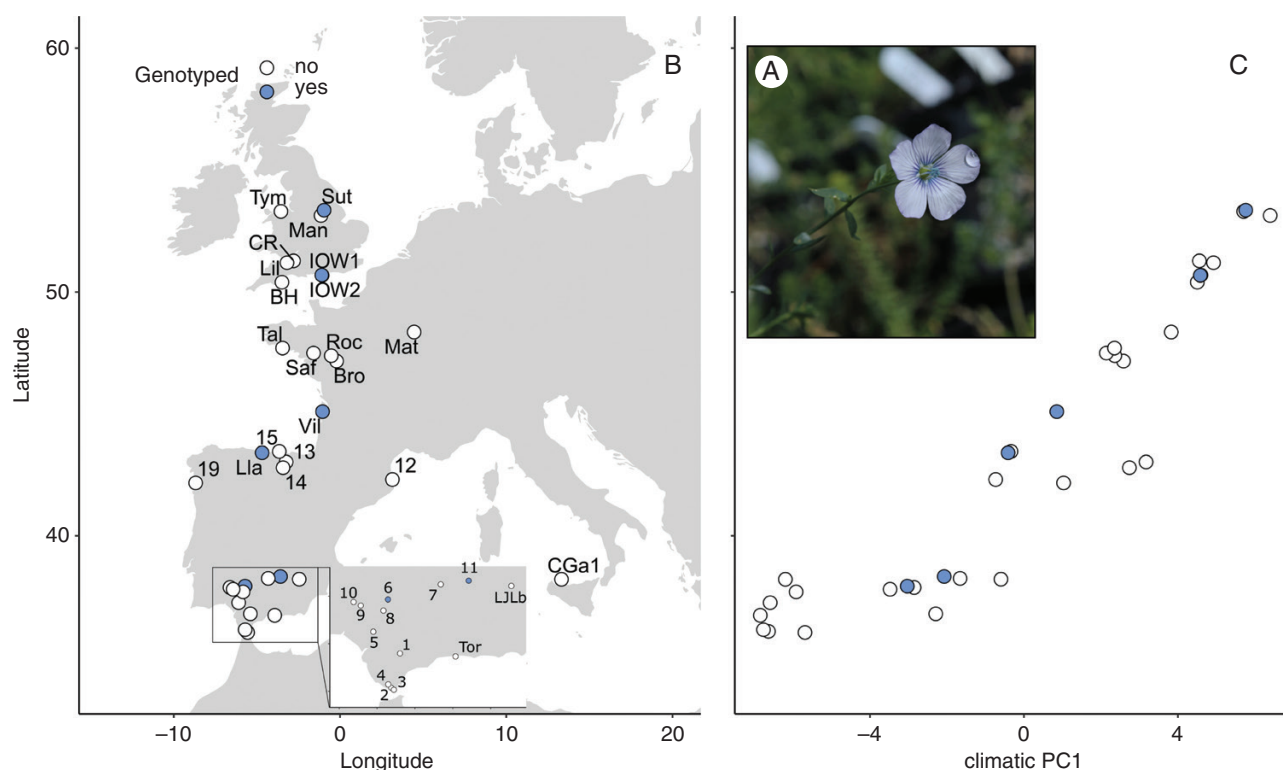 60
50
40
Latitude
Genotyped
no
yes
B
Tym
Sut
Man
CR
Lil
IOW1
BH
IOW2
Tal
Roc
Mat
Saf
Bro
Vil
15
13
Lla
14
19
12
CGa1
11
10
6
7
LJLb
9
8
5
1
Tor
4
3
2
–10
0
10
20
Longitude
A
C
–4
0
4
climatic PC1